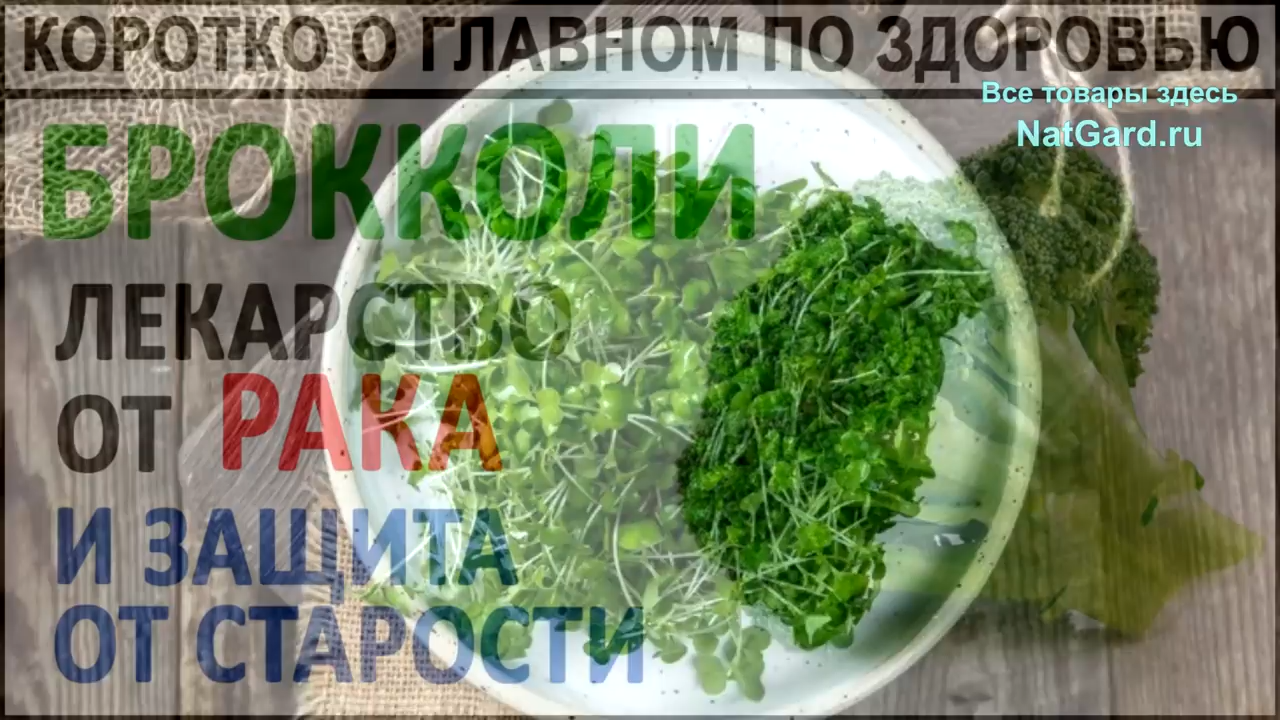 КОРОТКО О ГЛАВНОМ ПО ЗДОРОВЬЮ
Все товары здесь
NatGard.ru
БРОККОЛИ
ЛЕКАРСТВО
ОТ РАКА
И ЗАЩИТА
ОТ СТАРОСТИ